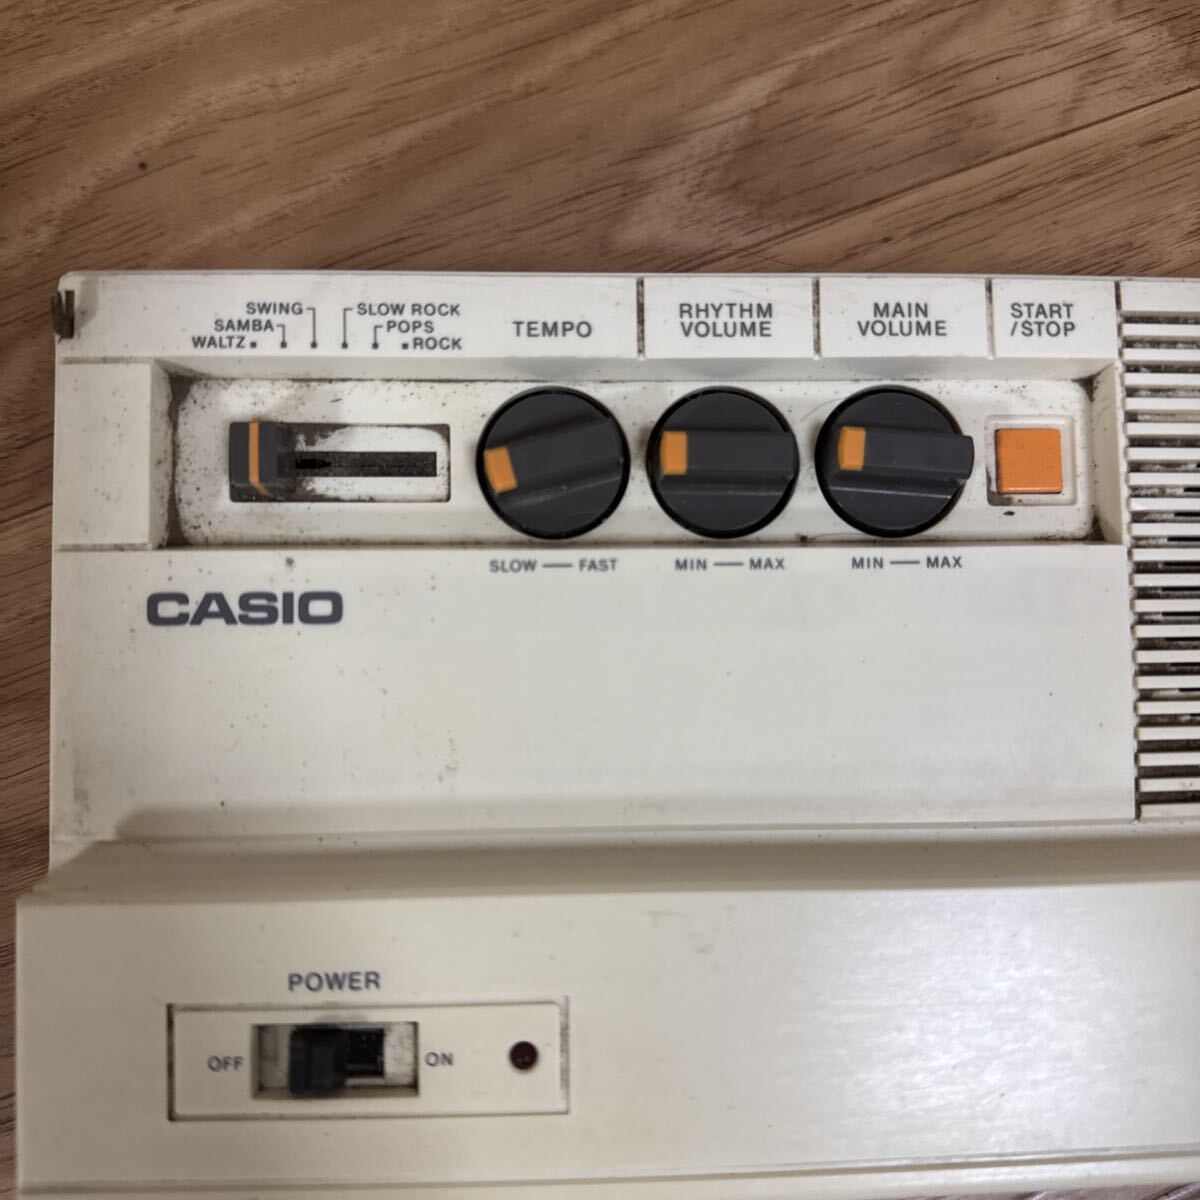 SWING
SAMBA
WALTZ
SLOW ROCK
POPS
ROCK
TEMPO
RHYTHM
VOLUME
MAIN
VOLUME
START
/STOP
SLOW — FAST
MIN — MAX
MIN — MAX
CASIO
POWER
OFF
ON